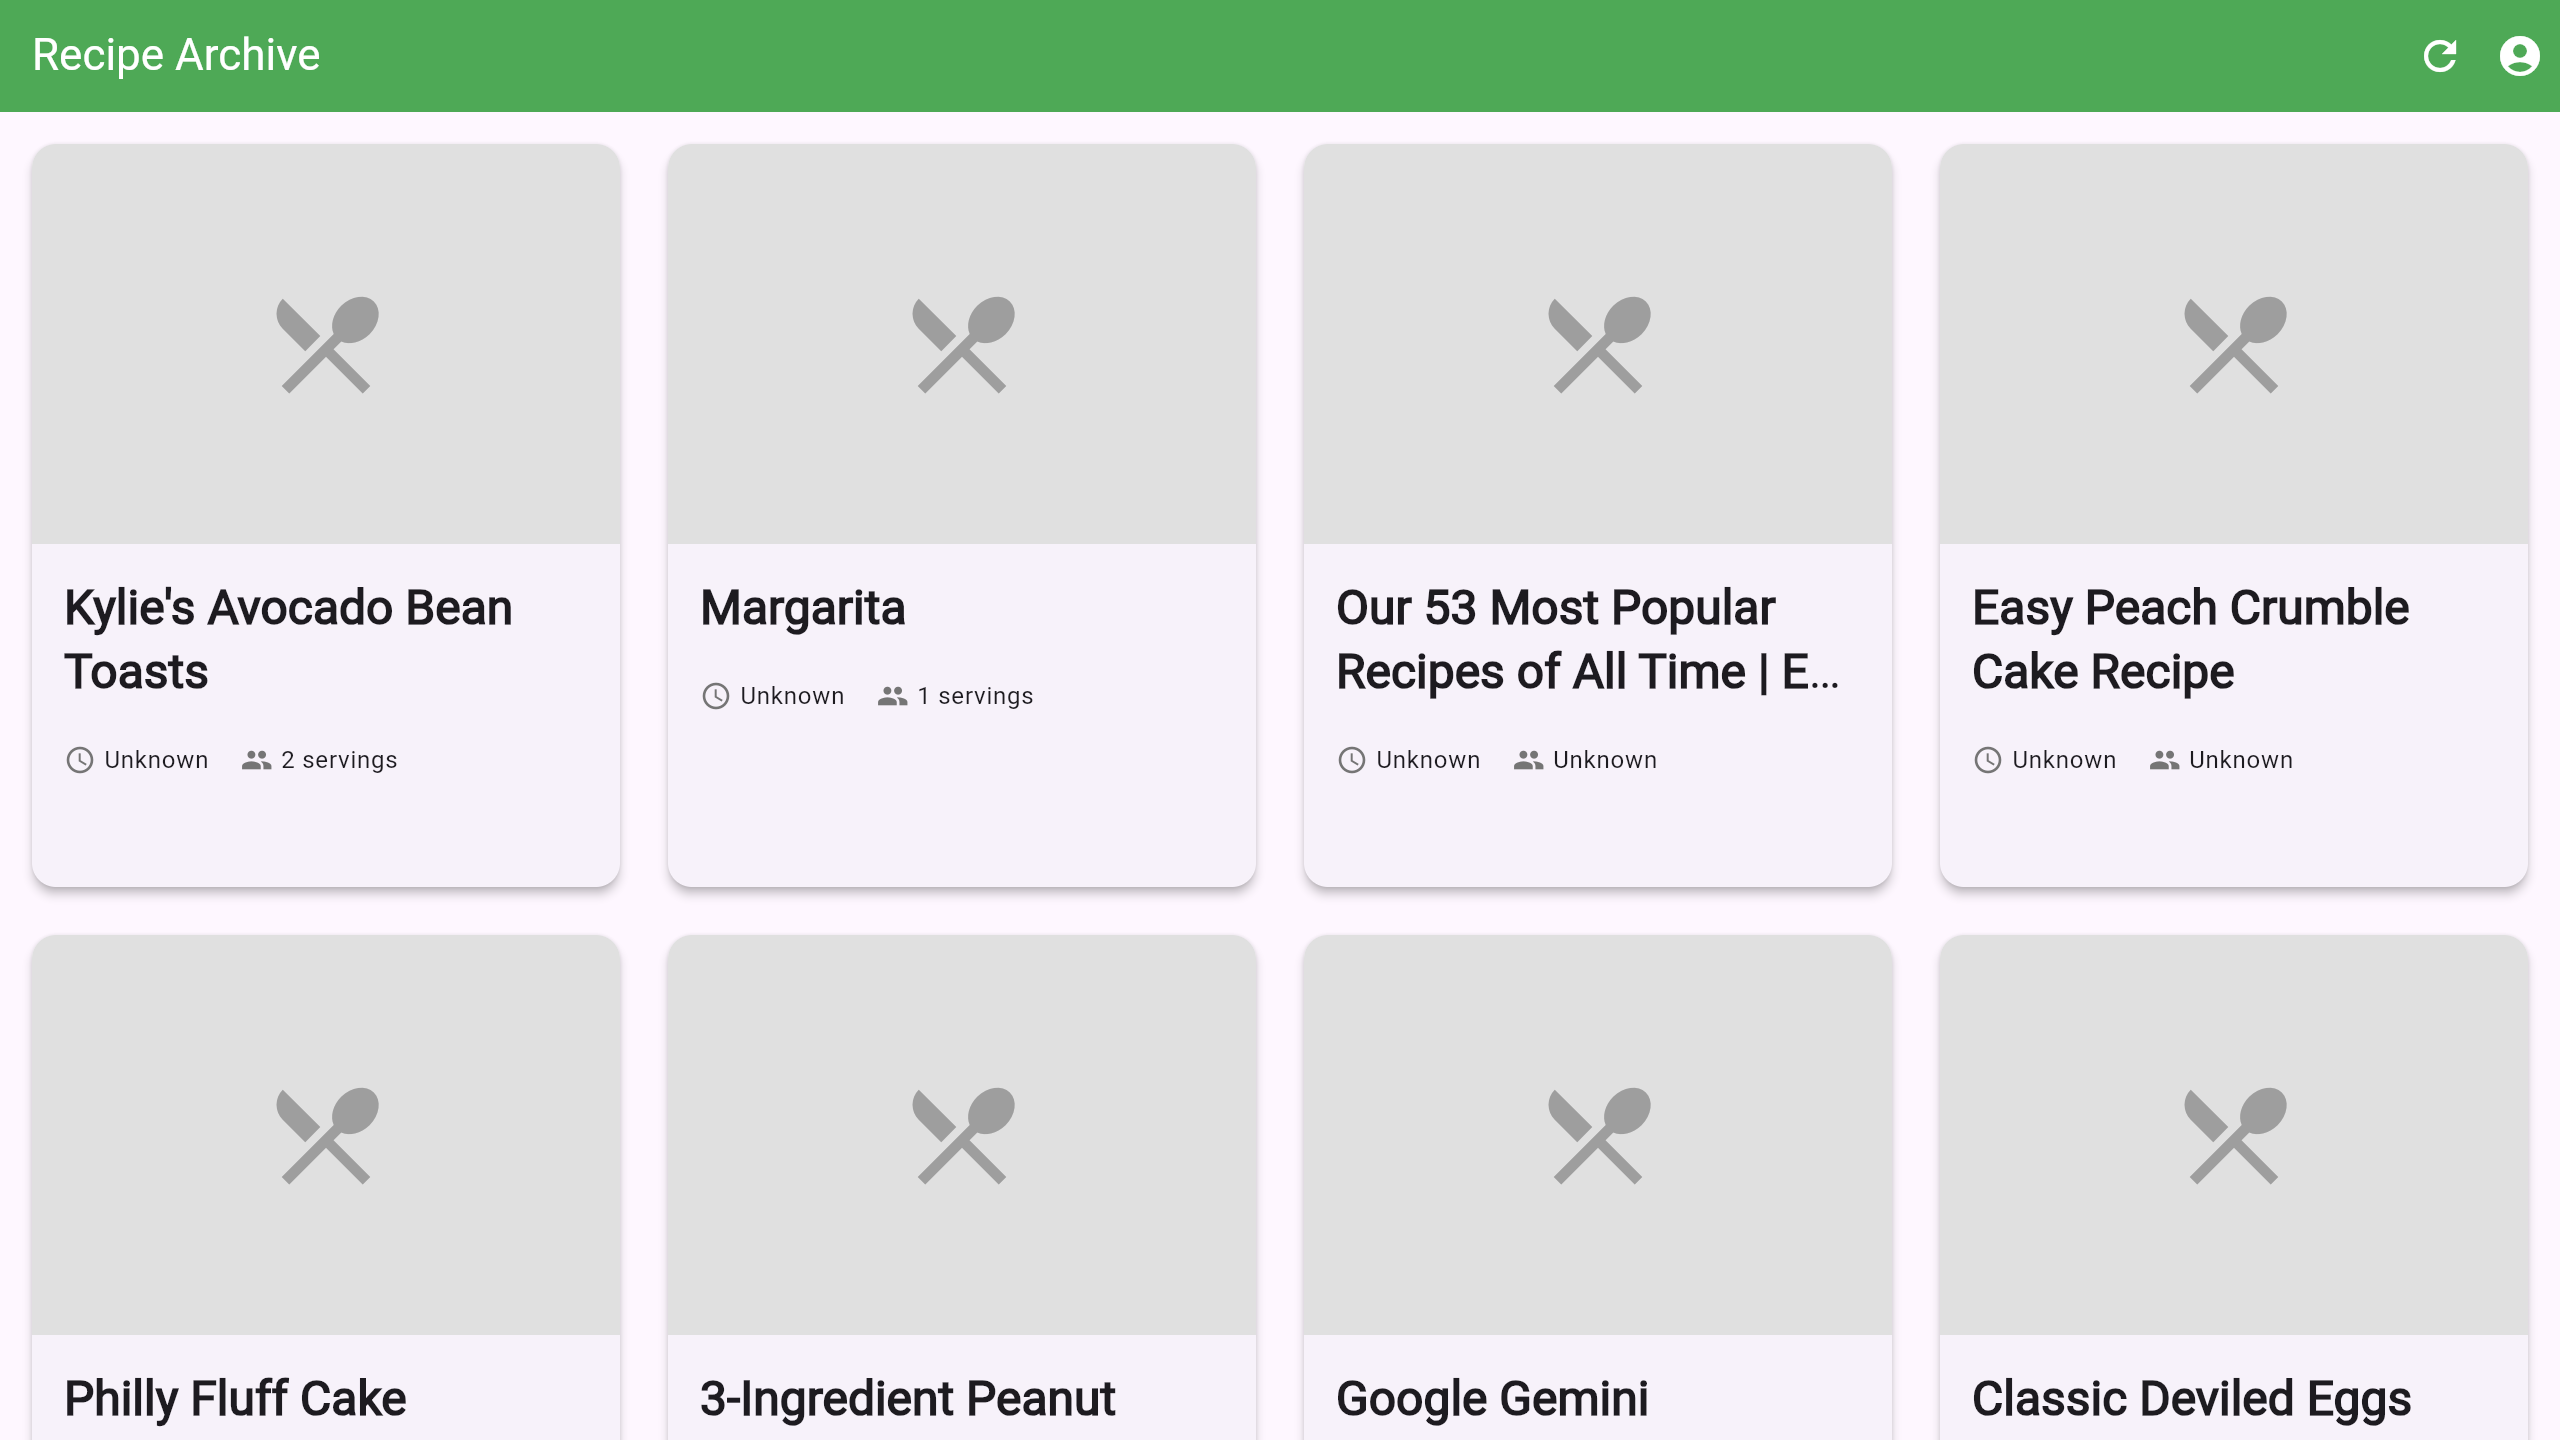 Recipe Archive
Kylie's Avocado Bean
Toasts
Unknown 2 servings
Margarita
Unknown 1 servings
Our 53 Most Popular
Recipes of All Time | E...
Unknown Unknown
Easy Peach Crumble
Cake Recipe
Unknown Unknown
Philly Fluff Cake
3-Ingredient Peanut
Google Gemini
Classic Deviled Eggs